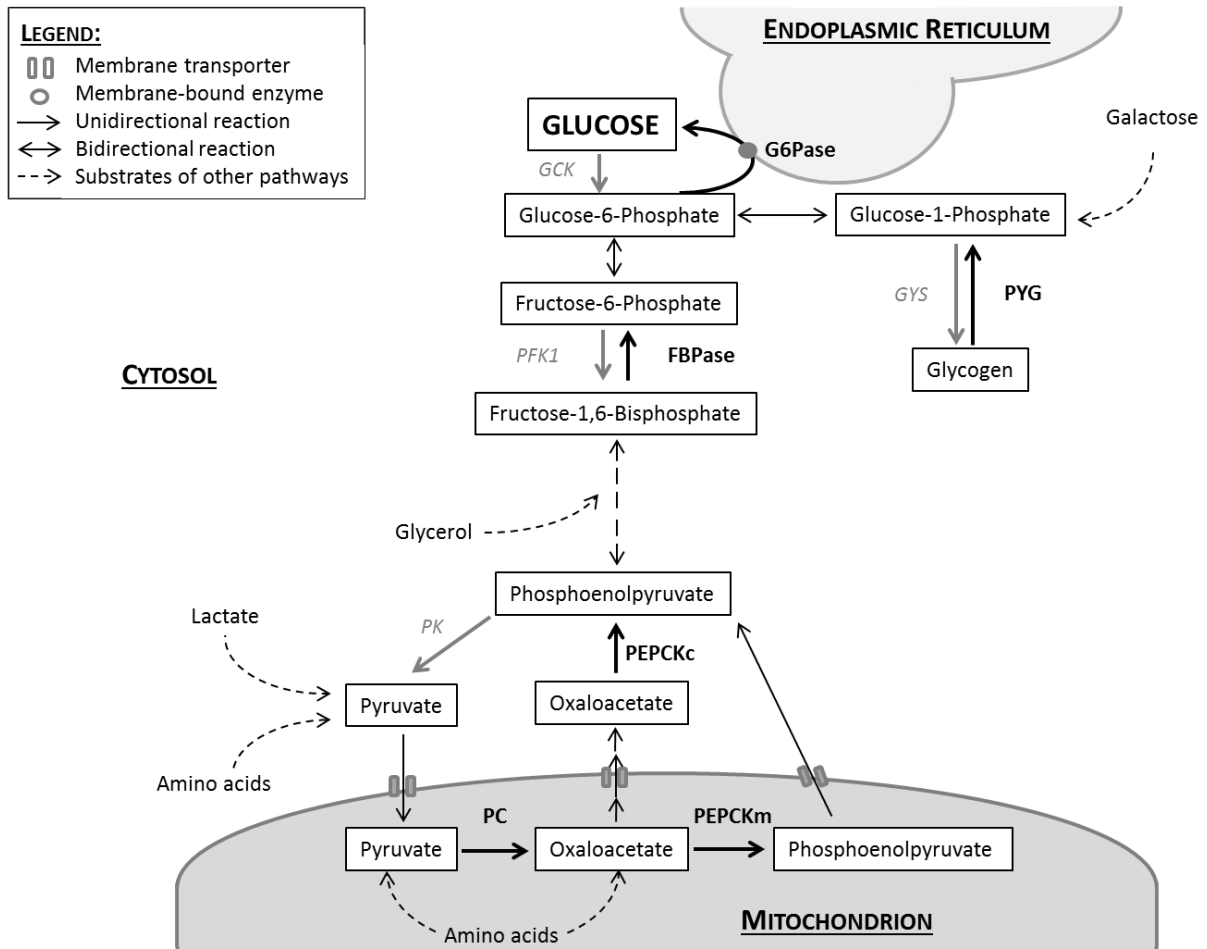 LEGEND:
Membrane transporter
Membrane-bound enzyme
Unidirectional reaction
Bidirectional reaction
Substrates of other pathways
ENDOPLASMIC RETICULUM
GLUCOSE
G6Pase
Galactose
GCK
Glucose-6-Phosphate
Glucose-1-Phosphate
Fructose-6-Phosphate
GYS
PYG
PFK1
FBPase
Glycogen
CYTOSOL
Fructose-1,6-Bisphosphate
Glycerol
Phosphoenolpyruvate
Lactate
PK
PEPCKc
Pyruvate
Oxaloacetate
Amino acids
PC
PEPCKm
Pyruvate
Oxaloacetate
Phosphoenolpyruvate
Amino acids
MITOCHONDRION